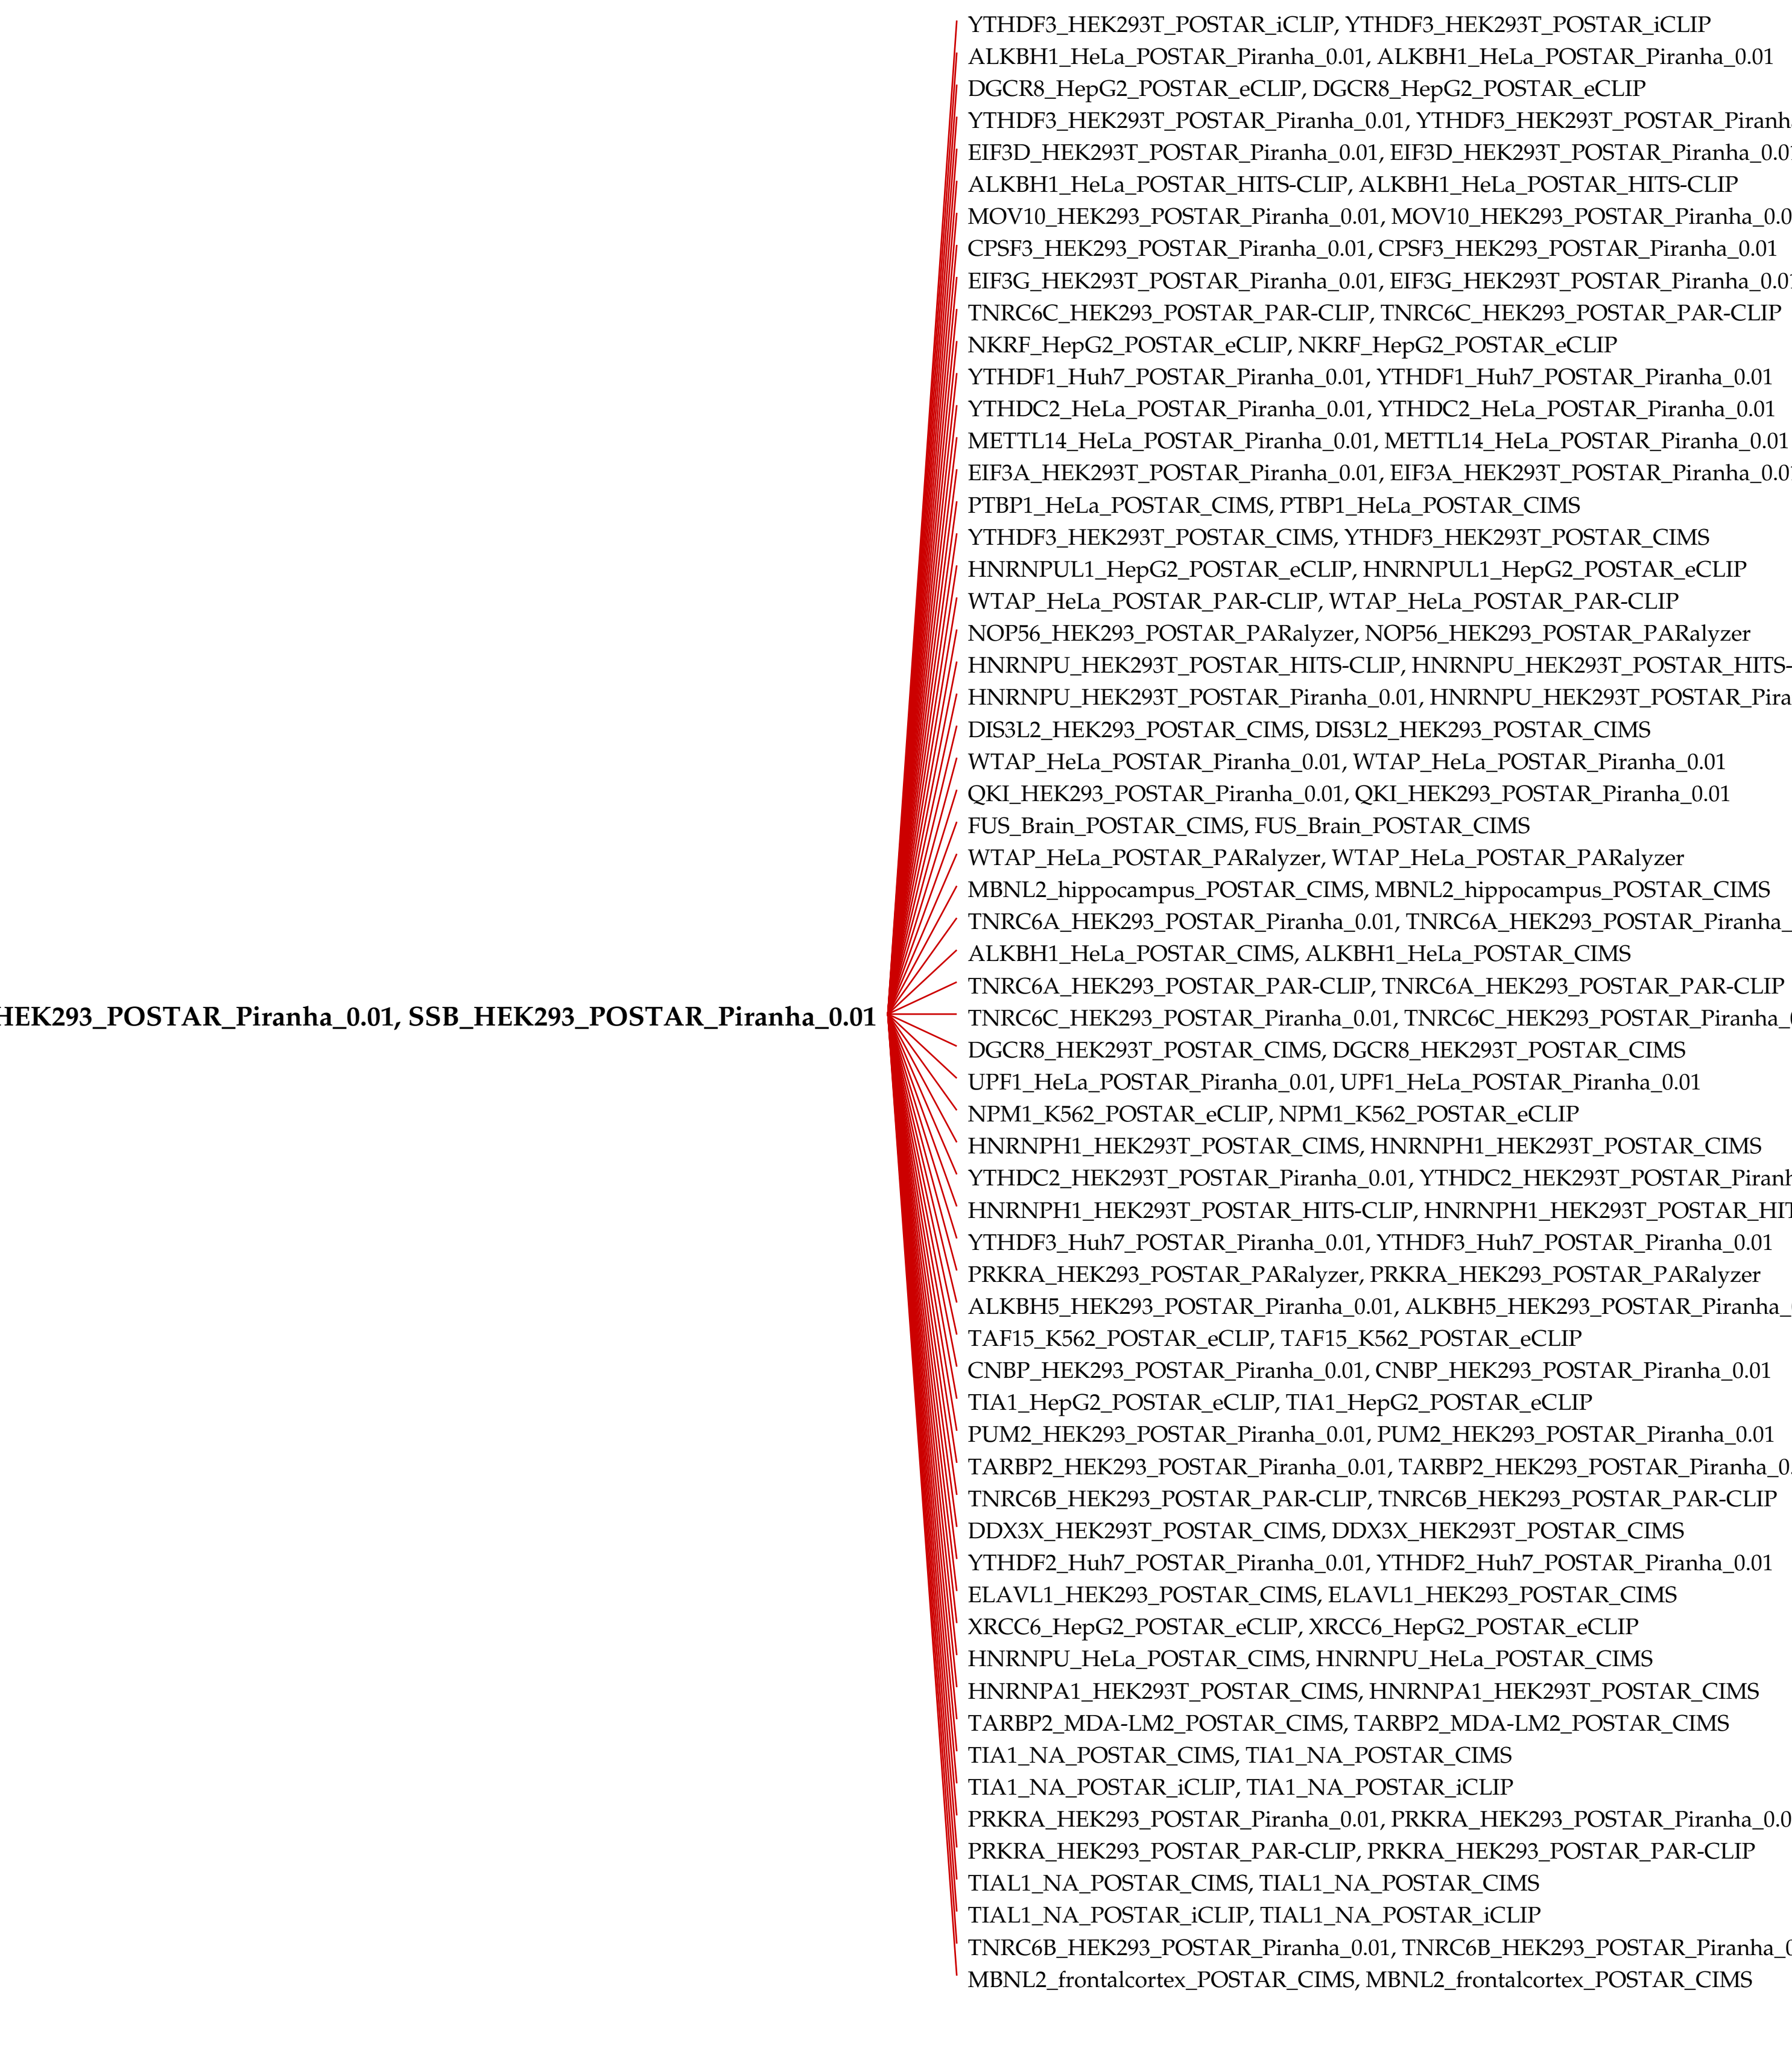 YTHDF3_HEK293T_POSTAR_iCLIP, YTHDF3_HEK293T_POSTAR_iCLIP
ALKBH1_HeLa_POSTAR_Piranha_0.01, ALKBH1_HeLa_POSTAR_Piranha_0.01
DGCR8_HepG2_POSTAR_eCLIP, DGCR8_HepG2_POSTAR_eCLIP
YTHDF3_HEK293T_POSTAR_Piranha_0.01, YTHDF3_HEK293T_POSTAR_Piranh
EIF3D_HEK293T_POSTAR_Piranha_0.01, EIF3D_HEK293T_POSTAR_Piranha_0.01
ALKBH1_HeLa_POSTAR_HITS-CLIP, ALKBH1_HeLa_POSTAR_HITS-CLIP
MOV10_HEK293_POSTAR_Piranha_0.01, MOV10_HEK293_POSTAR_Piranha_0.0
CPSF3_HEK293_POSTAR_Piranha_0.01, CPSF3_HEK293_POSTAR_Piranha_0.01
EIF3G_HEK293T_POSTAR_Piranha_0.01, EIF3G_HEK293T_POSTAR_Piranha_0.01
TNRC6C_HEK293_POSTAR_PAR-CLIP, TNRC6C_HEK293_POSTAR_PAR-CLIP
NKRF_HepG2_POSTAR_eCLIP, NKRF_HepG2_POSTAR_eCLIP
YTHDF1_Huh7_POSTAR_Piranha_0.01, YTHDF1_Huh7_POSTAR_Piranha_0.01
YTHDC2_HeLa_POSTAR_Piranha_0.01, YTHDC2_HeLa_POSTAR_Piranha_0.01
METTL14_HeLa_POSTAR_Piranha_0.01, METTL14_HeLa_POSTAR_Piranha_0.01
EIF3A_HEK293T_POSTAR_Piranha_0.01, EIF3A_HEK293T_POSTAR_Piranha_0.01
PTBP1_HeLa_POSTAR_CIMS, PTBP1_HeLa_POSTAR_CIMS
YTHDF3_HEK293T_POSTAR_CIMS, YTHDF3_HEK293T_POSTAR_CIMS
HNRNPUL1_HepG2_POSTAR_eCLIP, HNRNPUL1_HepG2_POSTAR_eCLIP
WTAP_HeLa_POSTAR_PAR-CLIP, WTAP_HeLa_POSTAR_PAR-CLIP
NOP56_HEK293_POSTAR_PARalyzer, NOP56_HEK293_POSTAR_PARalyzer
HNRNPU_HEK293T_POSTAR_HITS-CLIP, HNRNPU_HEK293T_POSTAR_HITS-
HNRNPU_HEK293T_POSTAR_Piranha_0.01, HNRNPU_HEK293T_POSTAR_Pira
DIS3L2_HEK293_POSTAR_CIMS, DIS3L2_HEK293_POSTAR_CIMS
WTAP_HeLa_POSTAR_Piranha_0.01, WTAP_HeLa_POSTAR_Piranha_0.01
QKI_HEK293_POSTAR_Piranha_0.01, QKI_HEK293_POSTAR_Piranha_0.01
FUS_Brain_POSTAR_CIMS, FUS_Brain_POSTAR_CIMS
WTAP_HeLa_POSTAR_PARalyzer, WTAP_HeLa_POSTAR_PARalyzer
MBNL2_hippocampus_POSTAR_CIMS, MBNL2_hippocampus_POSTAR_CIMS
TNRC6A_HEK293_POSTAR_Piranha_0.01, TNRC6A_HEK293_POSTAR_Piranha_
ALKBH1_HeLa_POSTAR_CIMS, ALKBH1_HeLa_POSTAR_CIMS
TNRC6A_HEK293_POSTAR_PAR-CLIP, TNRC6A_HEK293_POSTAR_PAR-CLIP
HEK293_POSTAR_Piranha_0.01, SSB_HEK293_POSTAR_Piranha_0.01
TNRC6C_HEK293_POSTAR_Piranha_0.01, TNRC6C_HEK293_POSTAR_Piranha_0
DGCR8_HEK293T_POSTAR_CIMS, DGCR8_HEK293T_POSTAR_CIMS
UPF1_HeLa_POSTAR_Piranha_0.01, UPF1_HeLa_POSTAR_Piranha_0.01
NPM1_K562_POSTAR_eCLIP, NPM1_K562_POSTAR_eCLIP
HNRNPH1_HEK293T_POSTAR_CIMS, HNRNPH1_HEK293T_POSTAR_CIMS
YTHDC2_HEK293T_POSTAR_Piranha_0.01, YTHDC2_HEK293T_POSTAR_Piranh
HNRNPH1_HEK293T_POSTAR_HITS-CLIP, HNRNPH1_HEK293T_POSTAR_HIT
YTHDF3_Huh7_POSTAR_Piranha_0.01, YTHDF3_Huh7_POSTAR_Piranha_0.01
PRKRA_HEK293_POSTAR_PARalyzer, PRKRA_HEK293_POSTAR_PARalyzer
ALKBH5_HEK293_POSTAR_Piranha_0.01, ALKBH5_HEK293_POSTAR_Piranha_
TAF15_K562_POSTAR_eCLIP, TAF15_K562_POSTAR_eCLIP
CNBP_HEK293_POSTAR_Piranha_0.01, CNBP_HEK293_POSTAR_Piranha_0.01
TIA1_HepG2_POSTAR_eCLIP, TIA1_HepG2_POSTAR_eCLIP
PUM2_HEK293_POSTAR_Piranha_0.01, PUM2_HEK293_POSTAR_Piranha_0.01
TARBP2_HEK293_POSTAR_Piranha_0.01, TARBP2_HEK293_POSTAR_Piranha_0.
TNRC6B_HEK293_POSTAR_PAR-CLIP, TNRC6B_HEK293_POSTAR_PAR-CLIP
DDX3X_HEK293T_POSTAR_CIMS, DDX3X_HEK293T_POSTAR_CIMS
YTHDF2_Huh7_POSTAR_Piranha_0.01, YTHDF2_Huh7_POSTAR_Piranha_0.01
ELAVL1_HEK293_POSTAR_CIMS, ELAVL1_HEK293_POSTAR_CIMS
XRCC6_HepG2_POSTAR_eCLIP, XRCC6_HepG2_POSTAR_eCLIP
HNRNPU_HeLa_POSTAR_CIMS, HNRNPU_HeLa_POSTAR_CIMS
HNRNPA1_HEK293T_POSTAR_CIMS, HNRNPA1_HEK293T_POSTAR_CIMS
TARBP2_MDA-LM2_POSTAR_CIMS, TARBP2_MDA-LM2_POSTAR_CIMS
TIA1_NA_POSTAR_CIMS, TIA1_NA_POSTAR_CIMS
TIA1_NA_POSTAR_iCLIP, TIA1_NA_POSTAR_iCLIP
PRKRA_HEK293_POSTAR_Piranha_0.01, PRKRA_HEK293_POSTAR_Piranha_0.0
PRKRA_HEK293_POSTAR_PAR-CLIP, PRKRA_HEK293_POSTAR_PAR-CLIP
TIAL1_NA_POSTAR_CIMS, TIAL1_NA_POSTAR_CIMS
TIAL1_NA_POSTAR_iCLIP, TIAL1_NA_POSTAR_iCLIP
TNRC6B_HEK293_POSTAR_Piranha_0.01, TNRC6B_HEK293_POSTAR_Piranha_0
MBNL2_frontalcortex_POSTAR_CIMS, MBNL2_frontalcortex_POSTAR_CIMS